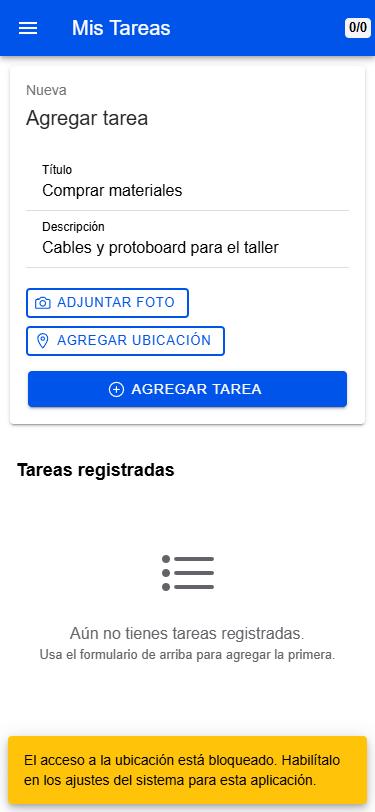 Mis Tareas
0/0
Nueva
Agregar tarea
Título
Comprar materiales
Descripción
Cables y protoboard para el taller
ADJUNTAR FOTO
AGREGAR UBICACIÓN
AGREGAR TAREA
Tareas registradas
Aún no tienes tareas registradas.
Usa el formulario de arriba para agregar la primera.
El acceso a la ubicación está bloqueado. Habilítalo
en los ajustes del sistema para esta aplicación.